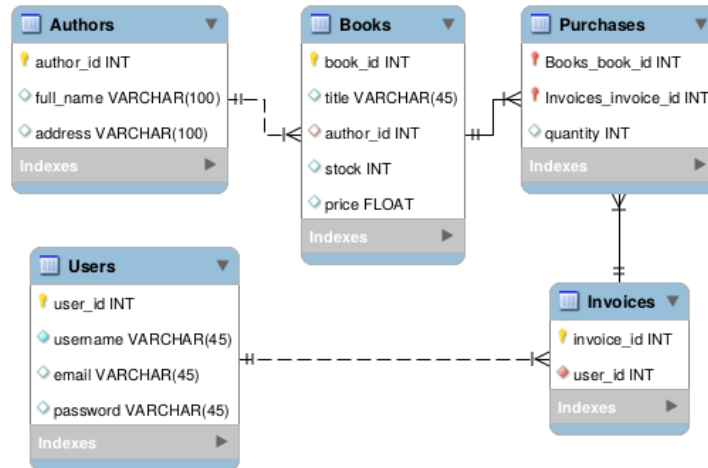 Authors
author_id INT
full_name VARCHAR(100)
address VARCHAR(100)
Indexes
Books
book_id INT
title VARCHAR(45)
author_id INT
stock INT
price FLOAT
Indexes
Purchases
Books_book_id INT
Invoices_invoice_id INT
quantity INT
Indexes
Users
user_id INT
username VARCHAR(45)
email VARCHAR(45)
password VARCHAR(45)
Indexes
Invoices
invoice_id INT
user_id INT
Indexes